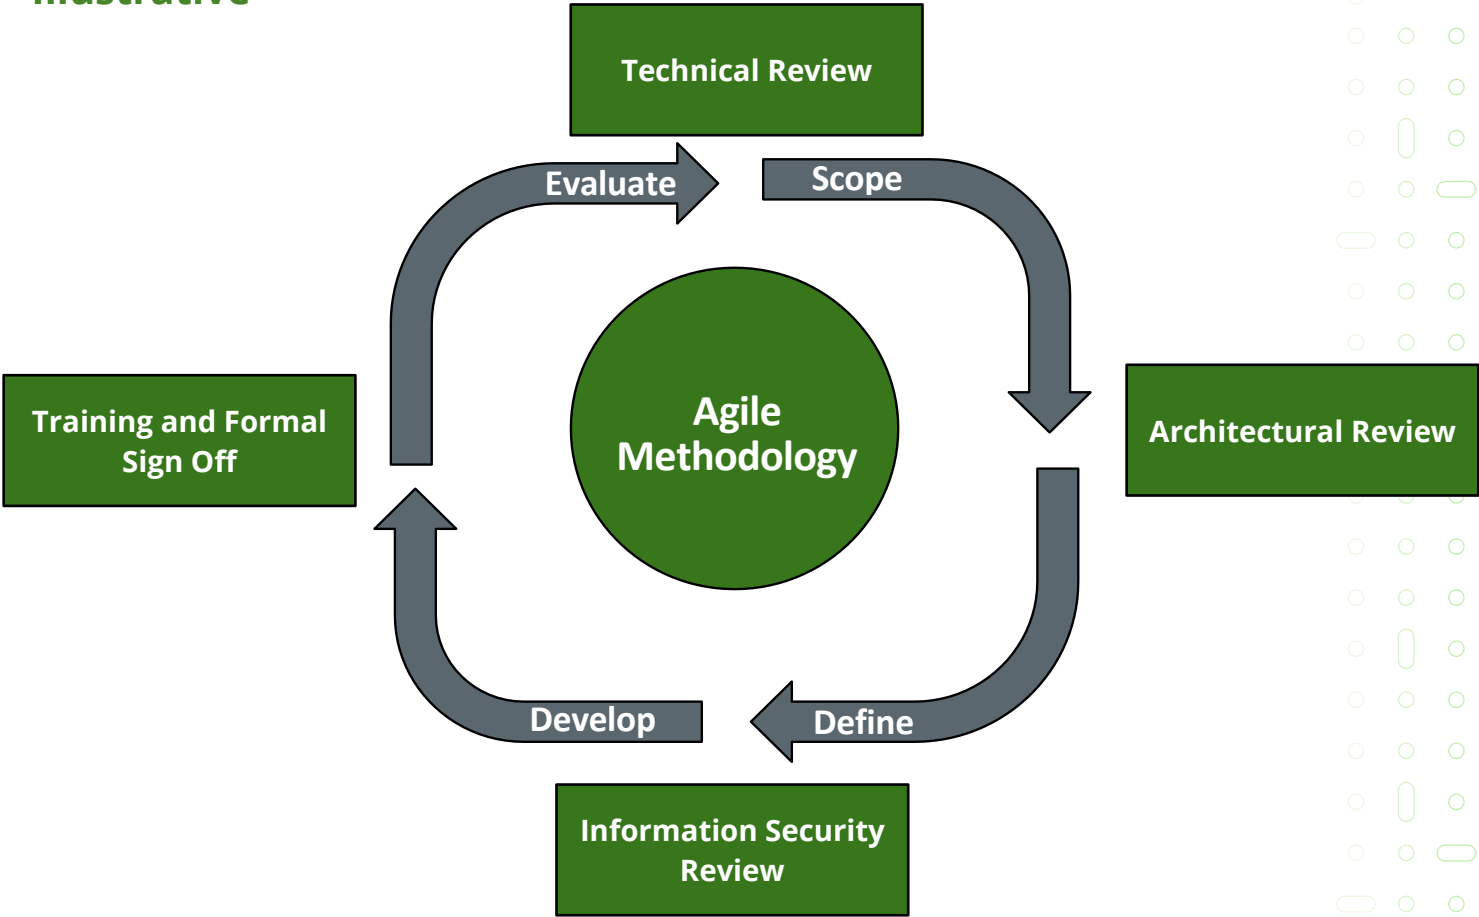 Technical Review
Evaluate
Scope
Agile
Methodology
Training and Formal
Sign Off
Architectural Review
Develop
Define
Information Security
Review